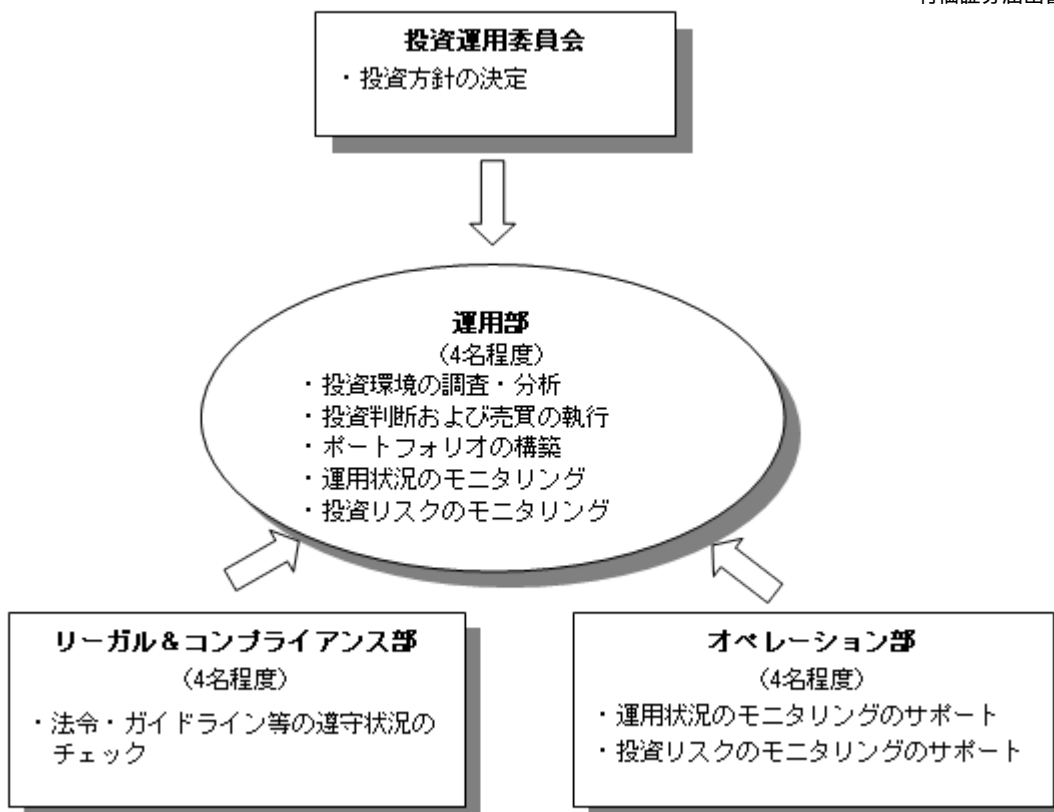 投資運用委員会
・投資方針の決定
運用部
(4名程度)
・投資環境の調査・分析
・投資判断および売買の執行
・ポートフォリオの構築
・運用状況のモニタリング
・投資リスクのモニタリング
リーガル＆コンプライアンス部
(4名程度)
・法令・ガイドライン等の遵守状況の
チェック
オペレーション部
(4名程度)
・運用状況のモニタリングのサポート
・投資リスクのモニタリングのサポート